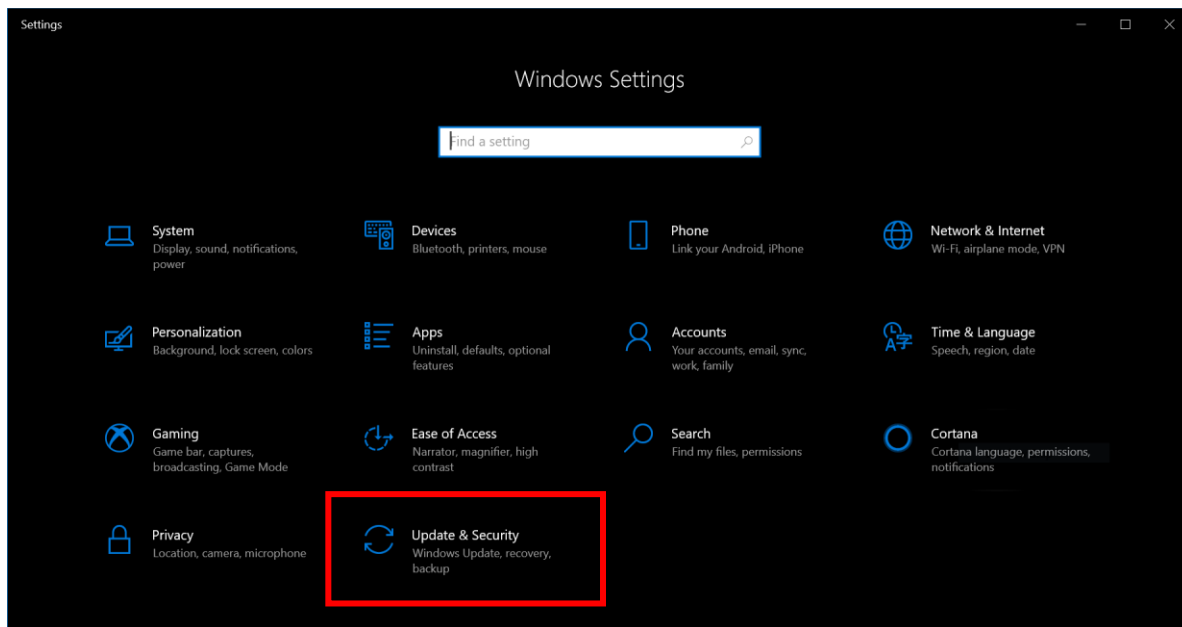 Settings
Windows Settings
Find a setting
System
Display, sound, notifications,
power
Devices
Bluetooth, printers, mouse
Phone
Link your Android, iPhone
Network & Internet
Wi-Fi, airplane mode, VPN
Personalization
Background, lock screen, colors
Apps
Uninstall, defaults, optional
features
Accounts
Your accounts, email, sync,
work, family
Time & Language
Speech, region, date
Gaming
Game bar, captures,
broadcasting, Game Mode
Ease of Access
Narrator, magnifier, high
contrast
Search
Find my files, permissions
Cortana
Cortana language, permissions,
notifications
Privacy
Location, camera, microphone
Update & Security
Windows Update, recovery,
backup